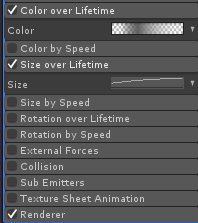 Color over Lifetime
Color
Color by Speed
Size over Lifetime
Size
Size by Speed
Rotation over Lifetime
Rotation by Speed
External Forces
Collision
Sub Emitters
Texture Sheet Animation
Renderer